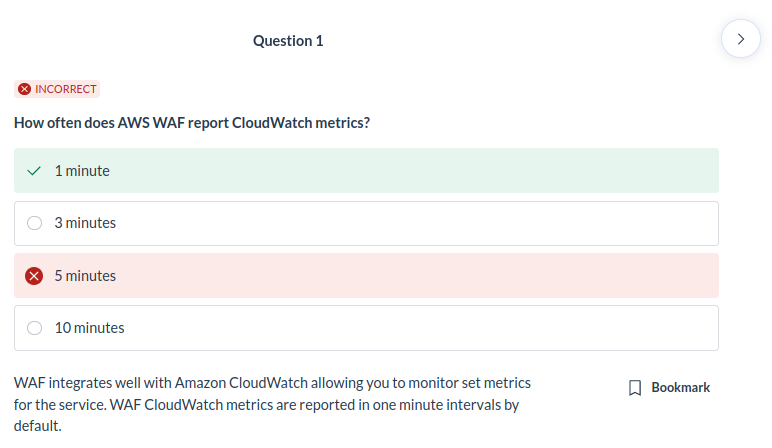 Question 1
INCORRECT
How often does AWS WAF report CloudWatch metrics?
1 minute
3 minutes
5 minutes
10 minutes
WAF integrates well with Amazon CloudWatch allowing you to monitor set metrics
for the service. WAF CloudWatch metrics are reported in one minute intervals by
default.
Bookmark